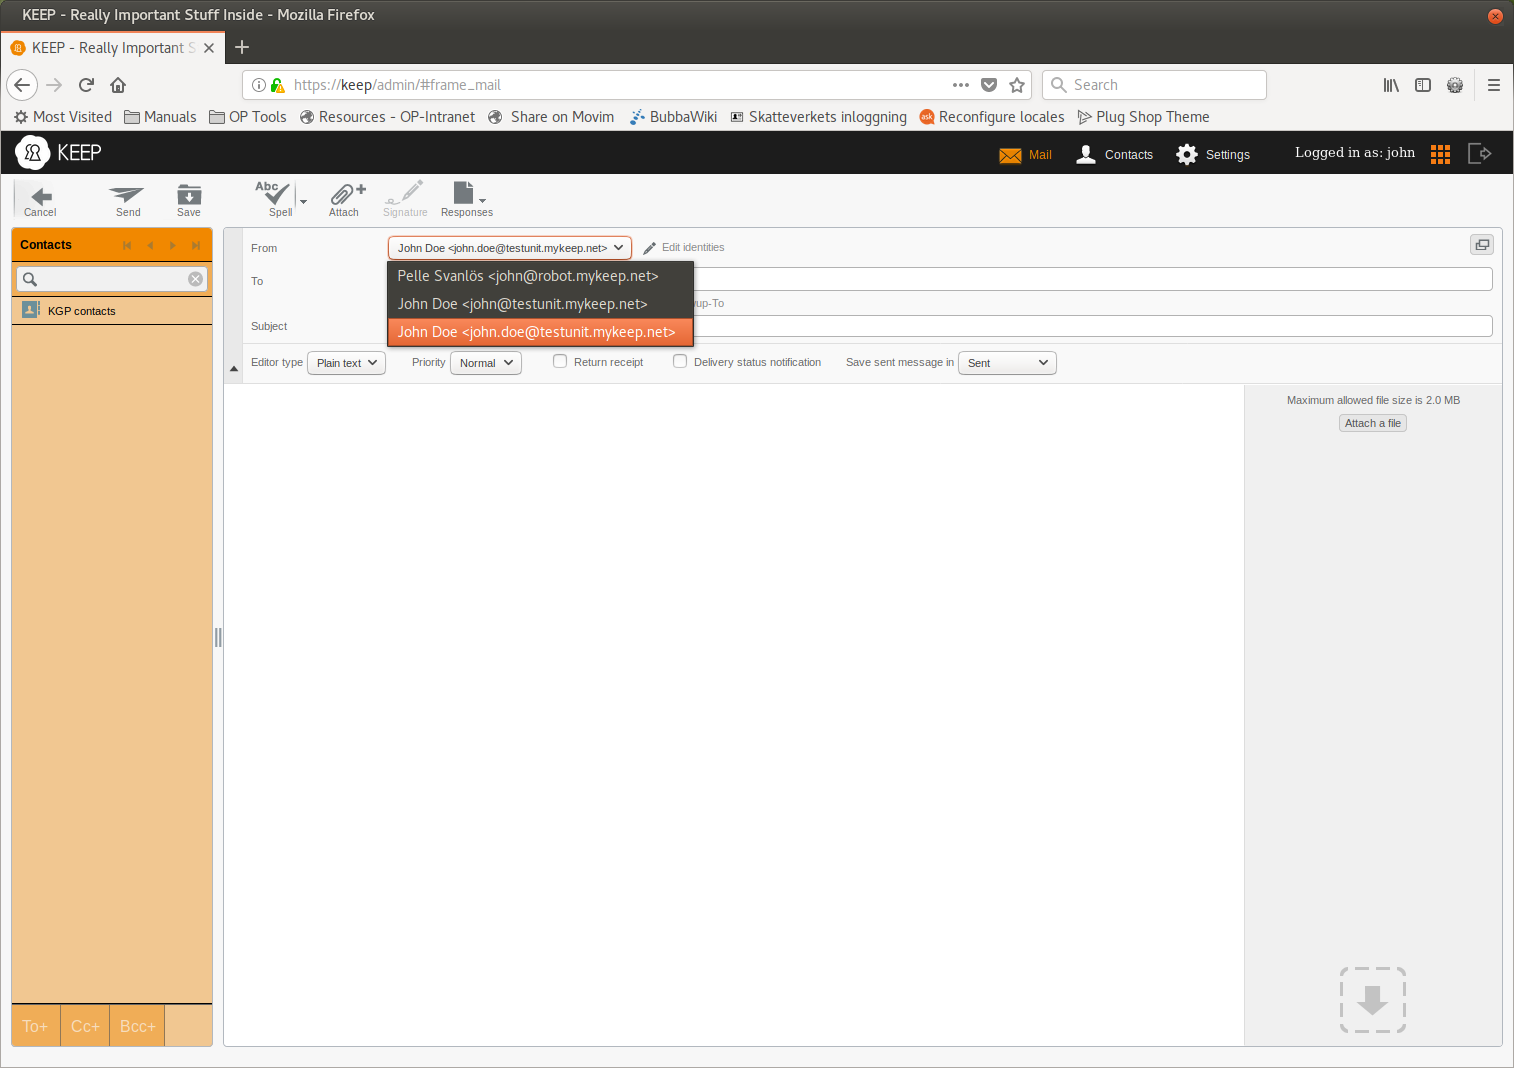 KEEP - Really Important Stuff Inside - Mozilla Firefox
KEEP - Really Important S
https://keep/admin/#frame_mail
Search
Most Visited Manuals OP Tools Resources - OP-Intranet Share on Movim BubbaWiki Skatteverkets inloggning Reconfigure locales Plug Shop Theme
KEEP
Mail Contacts Settings Logged in as: john
Abc
Cancel Send Save Spell Attach Signature Responses
Contacts
KGP contacts
From John Doe <john.doe@testunit.mykeep.net> Edit identities
Pelle Svanlös <john@robot.mykeep.net>
To
John Doe <john@testunit.mykeep.net> up-To
Subject
John Doe <john.doe@testunit.mykeep.net>
Editor type Plain text Priority Normal Return receipt Delivery status notification Save sent message in Sent
Maximum allowed file size is 2.0 MB
Attach a file
To+ Cc+ Bcc+